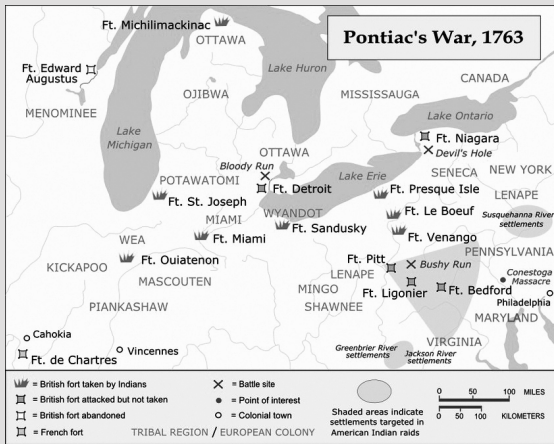 Pontiac's War, 1763
Ft. Michilimackinac
OTTAWA
Ft. Edward
Augustus
MENOMINEE
OJIBWA
Lake Huron
MISSISSAUGA
CANADA
Lake Ontario
Lake
Michigan
Ft. Niagara
Devil's Hole
OTTAWA
Bloody Run
POTAWATOMI
Ft. Detroit
Lake Erie
SENECA
NEW YORK
Ft. St. Joseph
Ft. Presque Isle
LENAPE
WYANDOT
Ft. Le Boeuf
Susquehanna River
settlements
MIAMI
Ft. Sandusky
Ft. Miami
Ft. Venango
WEA
PENNSYLVANIA
Ft. Ouiatenon
KICKAPOO
Ft. Pitt
Bushy Run
LENAPE
Conestoga
Massacre
MASCOUTEN
MINGO
Ft. Ligonier
Ft. Bedford
Philadelphia
PIANKASHAW
SHAWNEE
MARYLAND
Cahokia
Vincennes
Ft. de Chartres
VIRGINIA
Greenbrier River
settlements
Jackson River
settlements
= British fort taken by Indians
= British fort attacked but not taken
= British fort abandoned
= French fort
= Battle site
= Point of interest
= Colonial town
TRIBAL REGION / EUROPEAN COLONY
Shaded areas indicate
settlements targeted in
American Indian raids
0 50 100 MILES
0 50 100 KILOMETERS